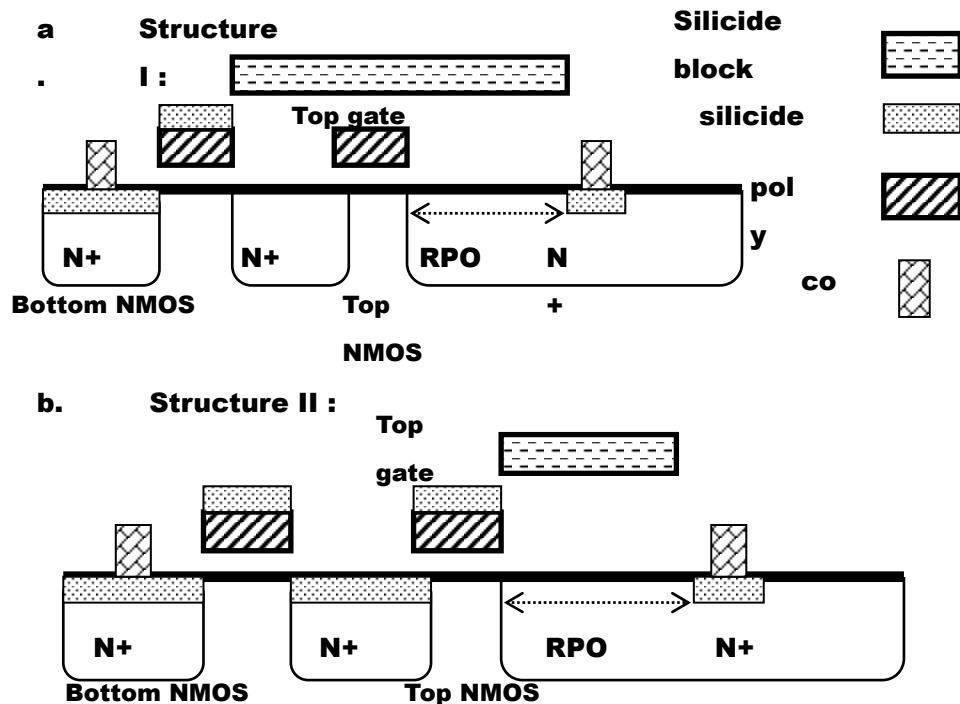 a Structure
. I :
Silicide
block
silicide
pol
y
co
Top gate
N+ N+ RPO N
+
Bottom NMOS Top
NMOS
b. Structure II :
Top
gate
N+ N+ RPO N+
Bottom NMOS Top NMOS